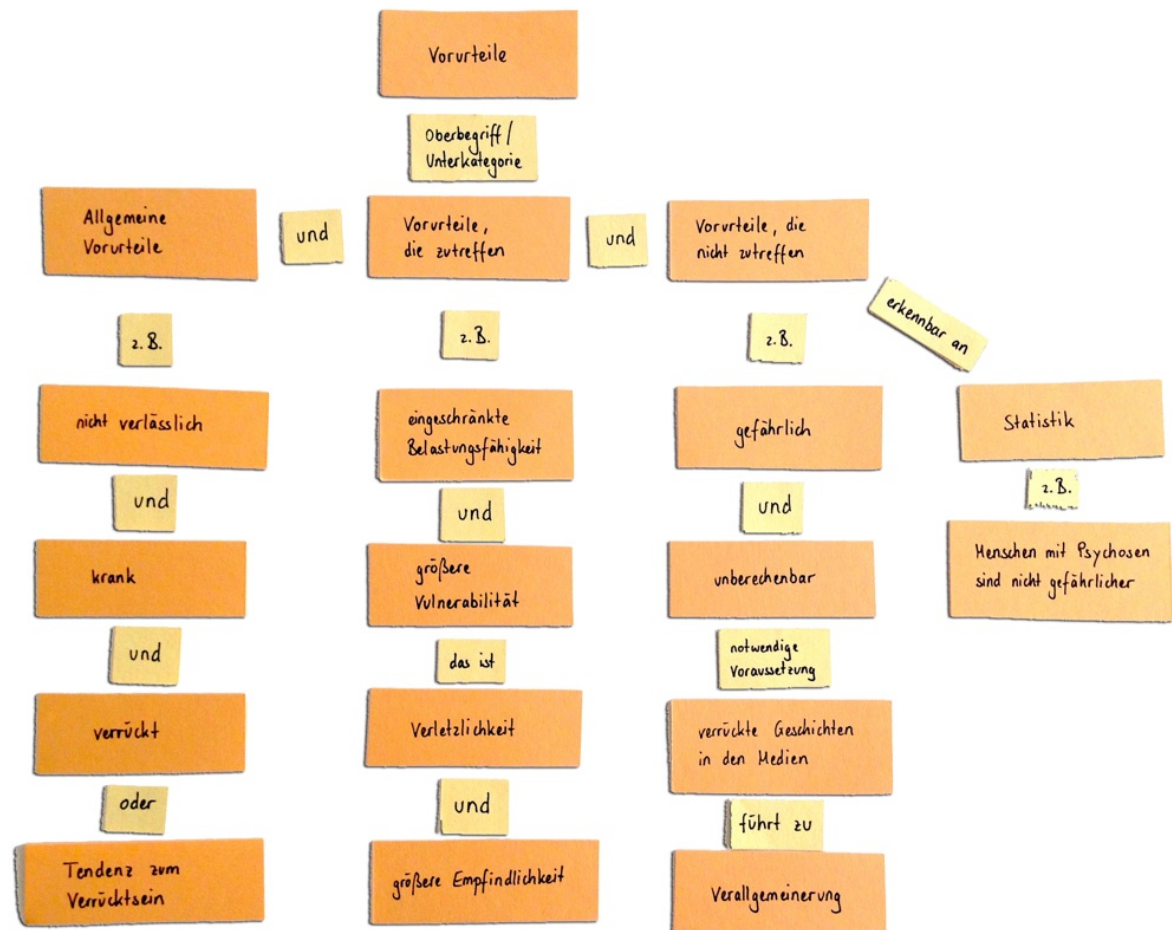 Vorurteile
Oberbegriff/
Unterkategorie
Allgemeine
Vorurteile
und
Vorurteile,
die zutreffen
und
Vorurteile, die
nicht zutreffen
erkennbar an
z.B.
z.B.
z.B.
nicht verlässlich
eingeschränkte
Belastungsfähigkeit
gefährlich
Statistik
und
und
und
z.B.
krank
größere
Vulnerabilität
unberechenbar
Menschen mit Psychosen
sind nicht gefährlicher
und
das ist
notwendige
Voraussetzung
verrückt
Verletzlichkeit
verrückte Geschichten
in den Medien
oder
und
führt zu
Tendenz zum
Verrücktsein
größere Empfindlichkeit
Verallgemeinerung